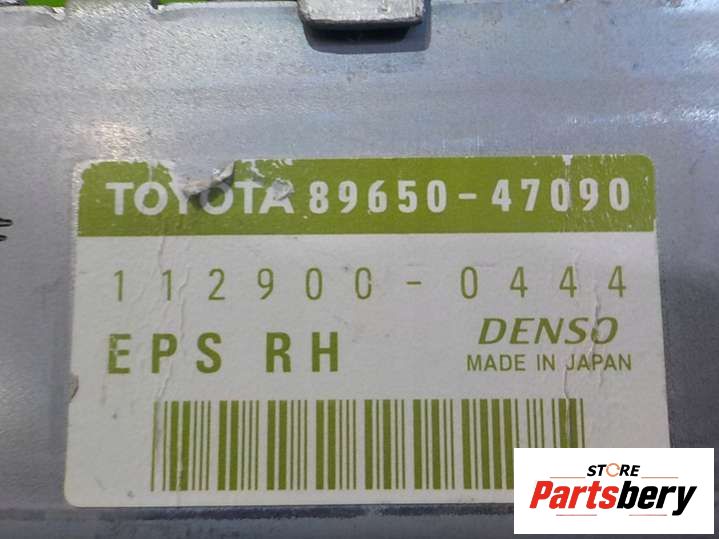 TOYOTA 89650-47090
112900-0444
EPS RH DENSO
MADE IN JAPAN
STORE
Partsbery